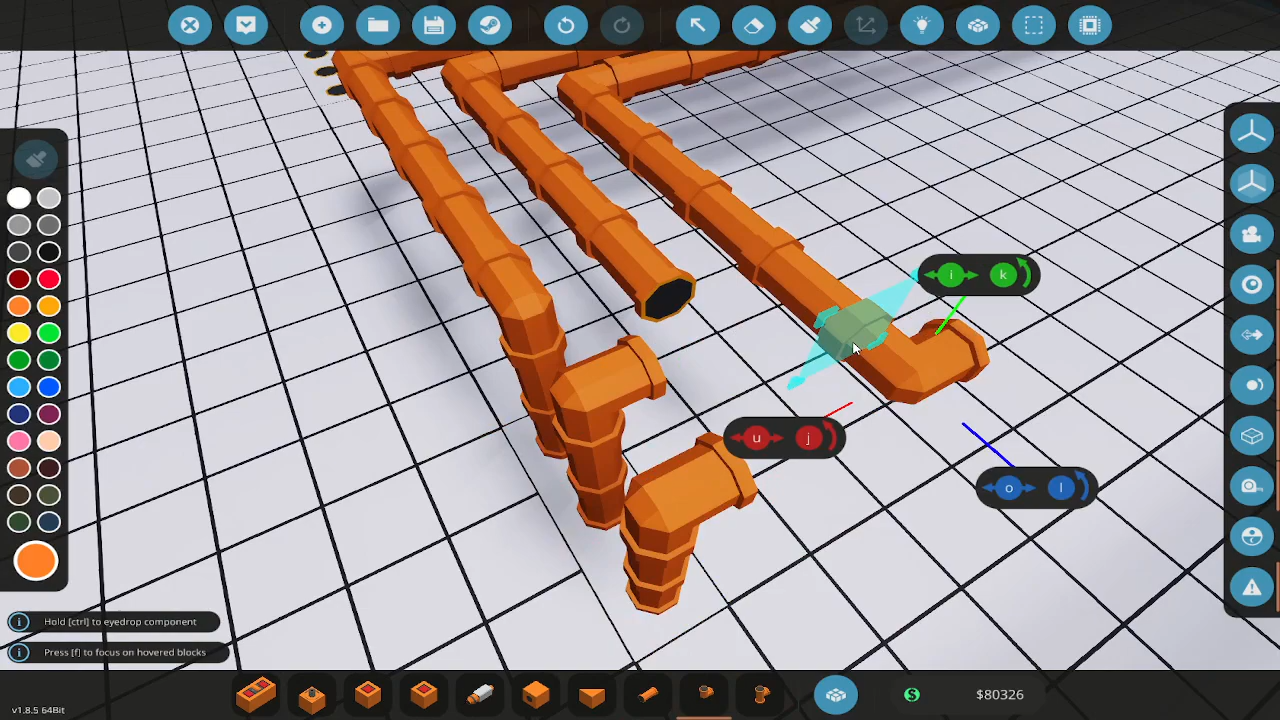 i k
u j
o l
Hold [ctrl] to eyedrop component
Press [f] to focus on hovered blocks
v1.8.5 64Bit
$ $80326